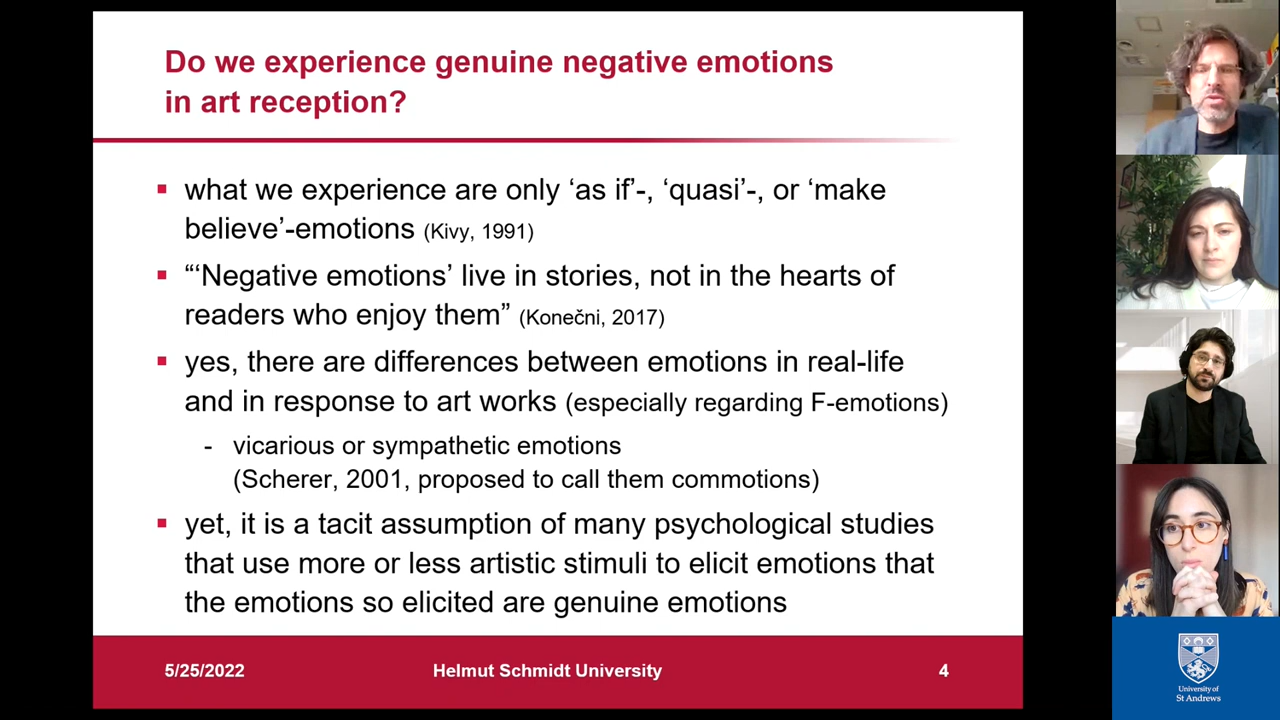 Do we experience genuine negative emotions
in art reception?
▪ what we experience are only ‘as if’-, ‘quasi’-, or ‘make
believe’-emotions (Kivy, 1991)
▪ “‘Negative emotions’ live in stories, not in the hearts of
readers who enjoy them” (Konečni, 2017)
▪ yes, there are differences between emotions in real-life
and in response to art works (especially regarding F-emotions)
- vicarious or sympathetic emotions
(Scherer, 2001, proposed to call them commotions)
▪ yet, it is a tacit assumption of many psychological studies
that use more or less artistic stimuli to elicit emotions that
the emotions so elicited are genuine emotions
5/25/2022 Helmut Schmidt University 4
University of
St Andrews